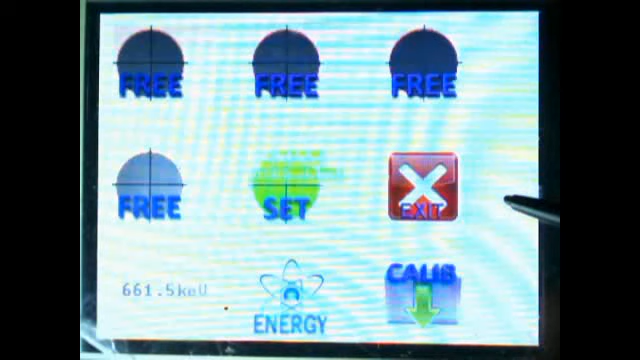 FREE FREE FREE
FREE SET EXIT
CALIB
661.5keV
ENERGY